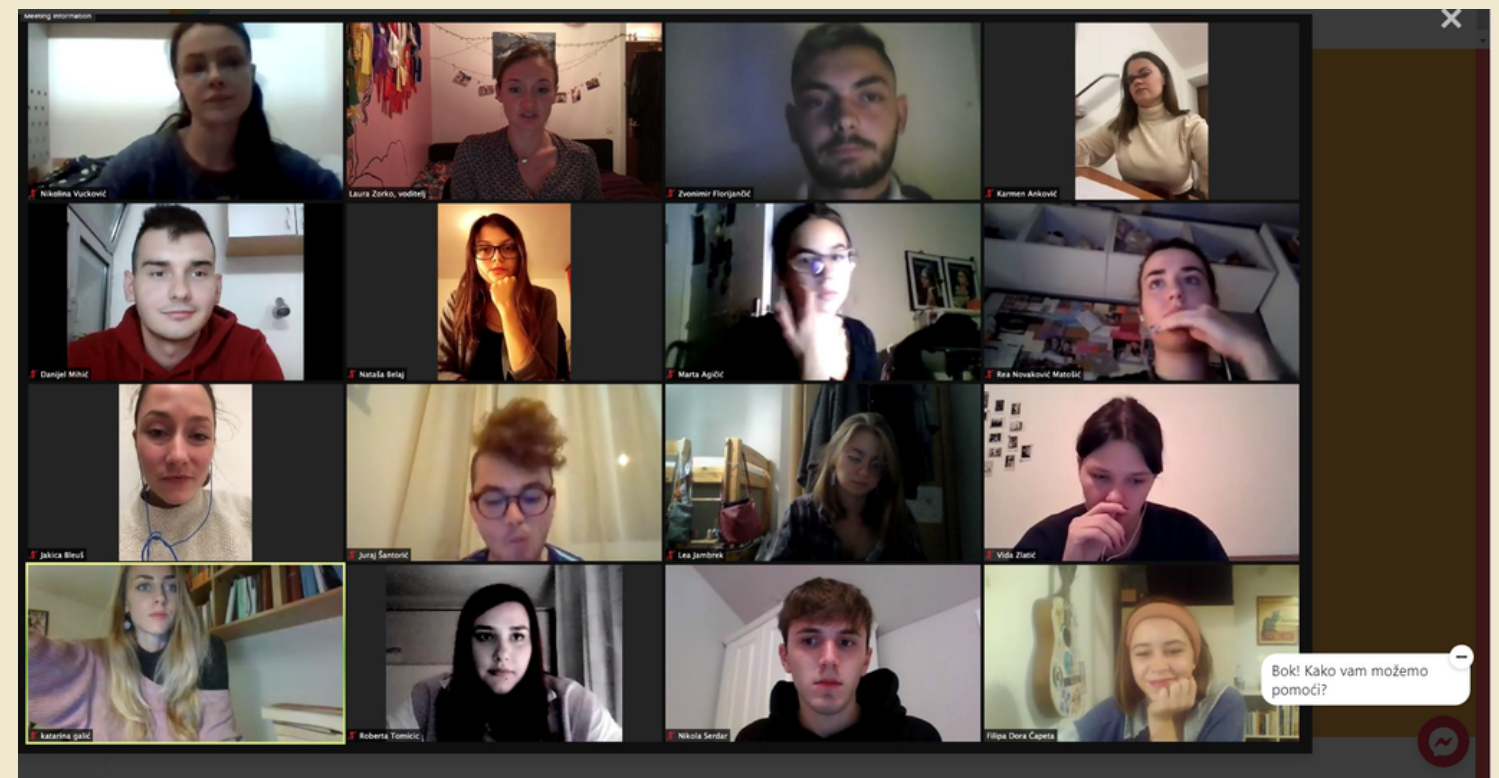 Meeting Information
Nikolina Vucković
Laura Zorko, voditelj
Zvonimir Florijančić
Karmen Anković
Danijel Mihić
Nataša Belaj
Marta Agičić
Rea Novaković Matošić
Jakica Bleuš
Juraj Šantorić
Lea Jambrek
Vida Zlatić
katarina galić
Roberta Tomicic
Nikola Serdar
Filipa Dora Čapeta
Bok! Kako vam možemo
pomoći?